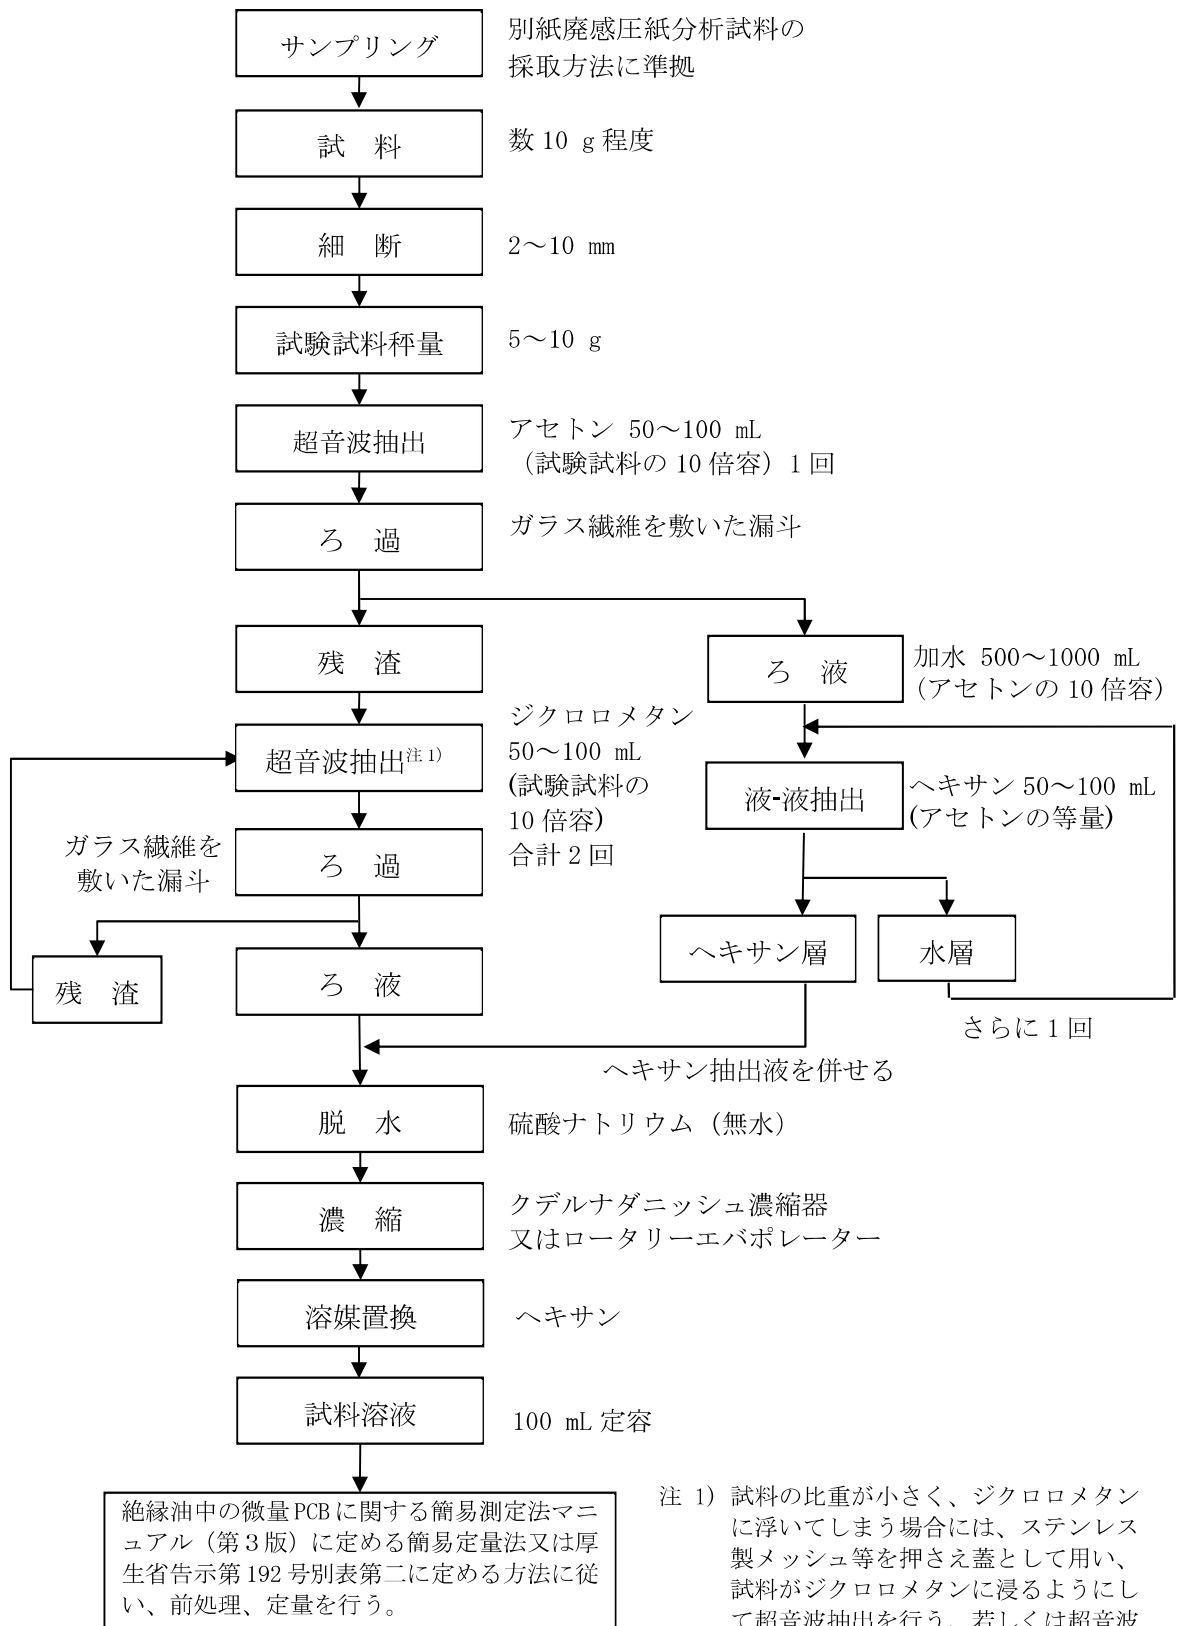 サンプリング
別紙廃感圧紙分析試料の
採取方法に準拠
試 料
数10 g程度
細 断
2～10 mm
試験試料秤量
5～10 g
超音波抽出
アセトン 50～100 mL
（試験試料の10倍容）1回
ろ 過
ガラス繊維を敷いた漏斗
残 渣
ろ 液
加水 500～1000 mL
（アセトンの10倍容）
超音波抽出注1)
ジクロロメタン
50～100 mL
(試験試料の
10倍容)
合計2回
液-液抽出
ヘキサン50～100 mL
(アセトンの等量)
ガラス繊維を
敷いた漏斗
ろ 過
ヘキサン層
水層
残 渣
ろ 液
さらに1回
ヘキサン抽出液を併せる
脱 水
硫酸ナトリウム（無水）
濃 縮
クデルナダニッシュ濃縮器
又はロータリーエバポレーター
溶媒置換
ヘキサン
試料溶液
100 mL定容
絶縁油中の微量PCBに関する簡易測定法マ
ニュアル（第3版）に定める簡易定量法又は厚
生省告示第192号別表第二に定める方法に従
い、前処理、定量を行う。
注 1) 試料の比重が小さく、ジクロロメタン
に浮いてしまう場合には、ステンレス
製メッシュ等を押さえ蓋として用い、
試料がジクロロメタンに浸るようにし
て超音波抽出を行う、若しくは超音波